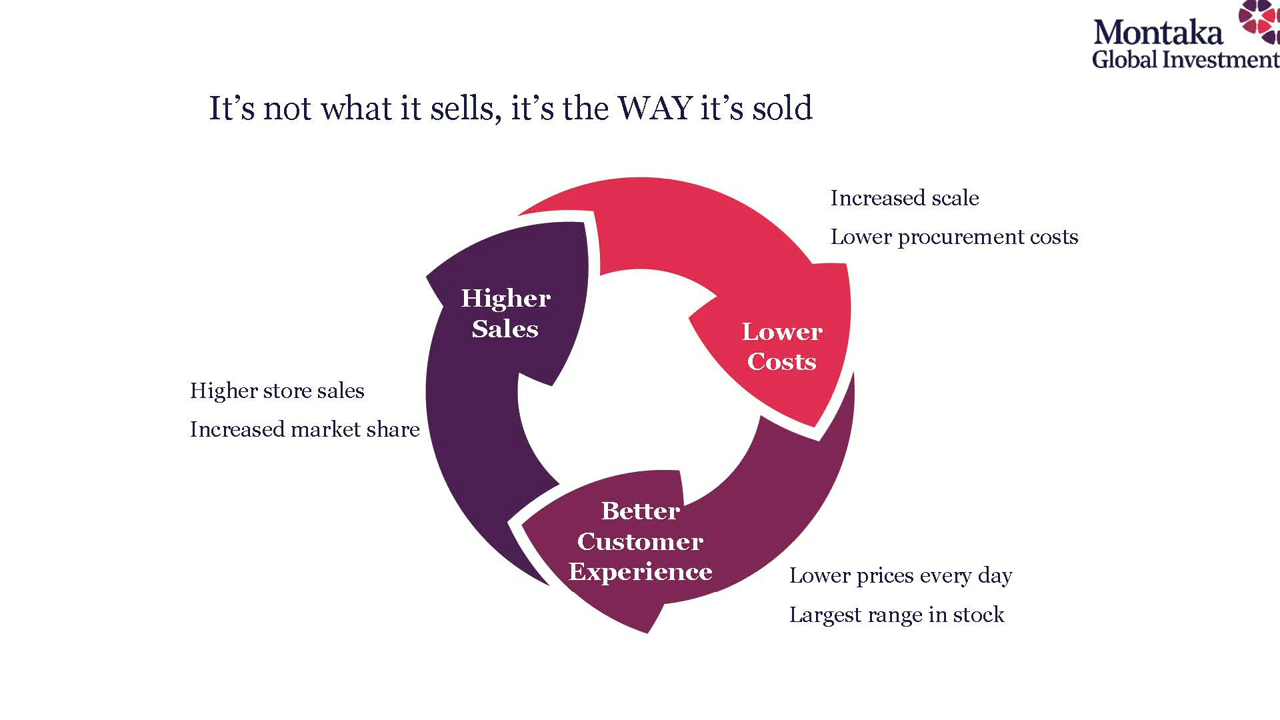 Montaka
Global Investment
It's not what it sells, it's the WAY it's sold
Increased scale
Lower procurement costs
Higher
Sales
Lower
Costs
Higher store sales
Increased market share
Better
Customer
Experience
Lower prices every day
Largest range in stock